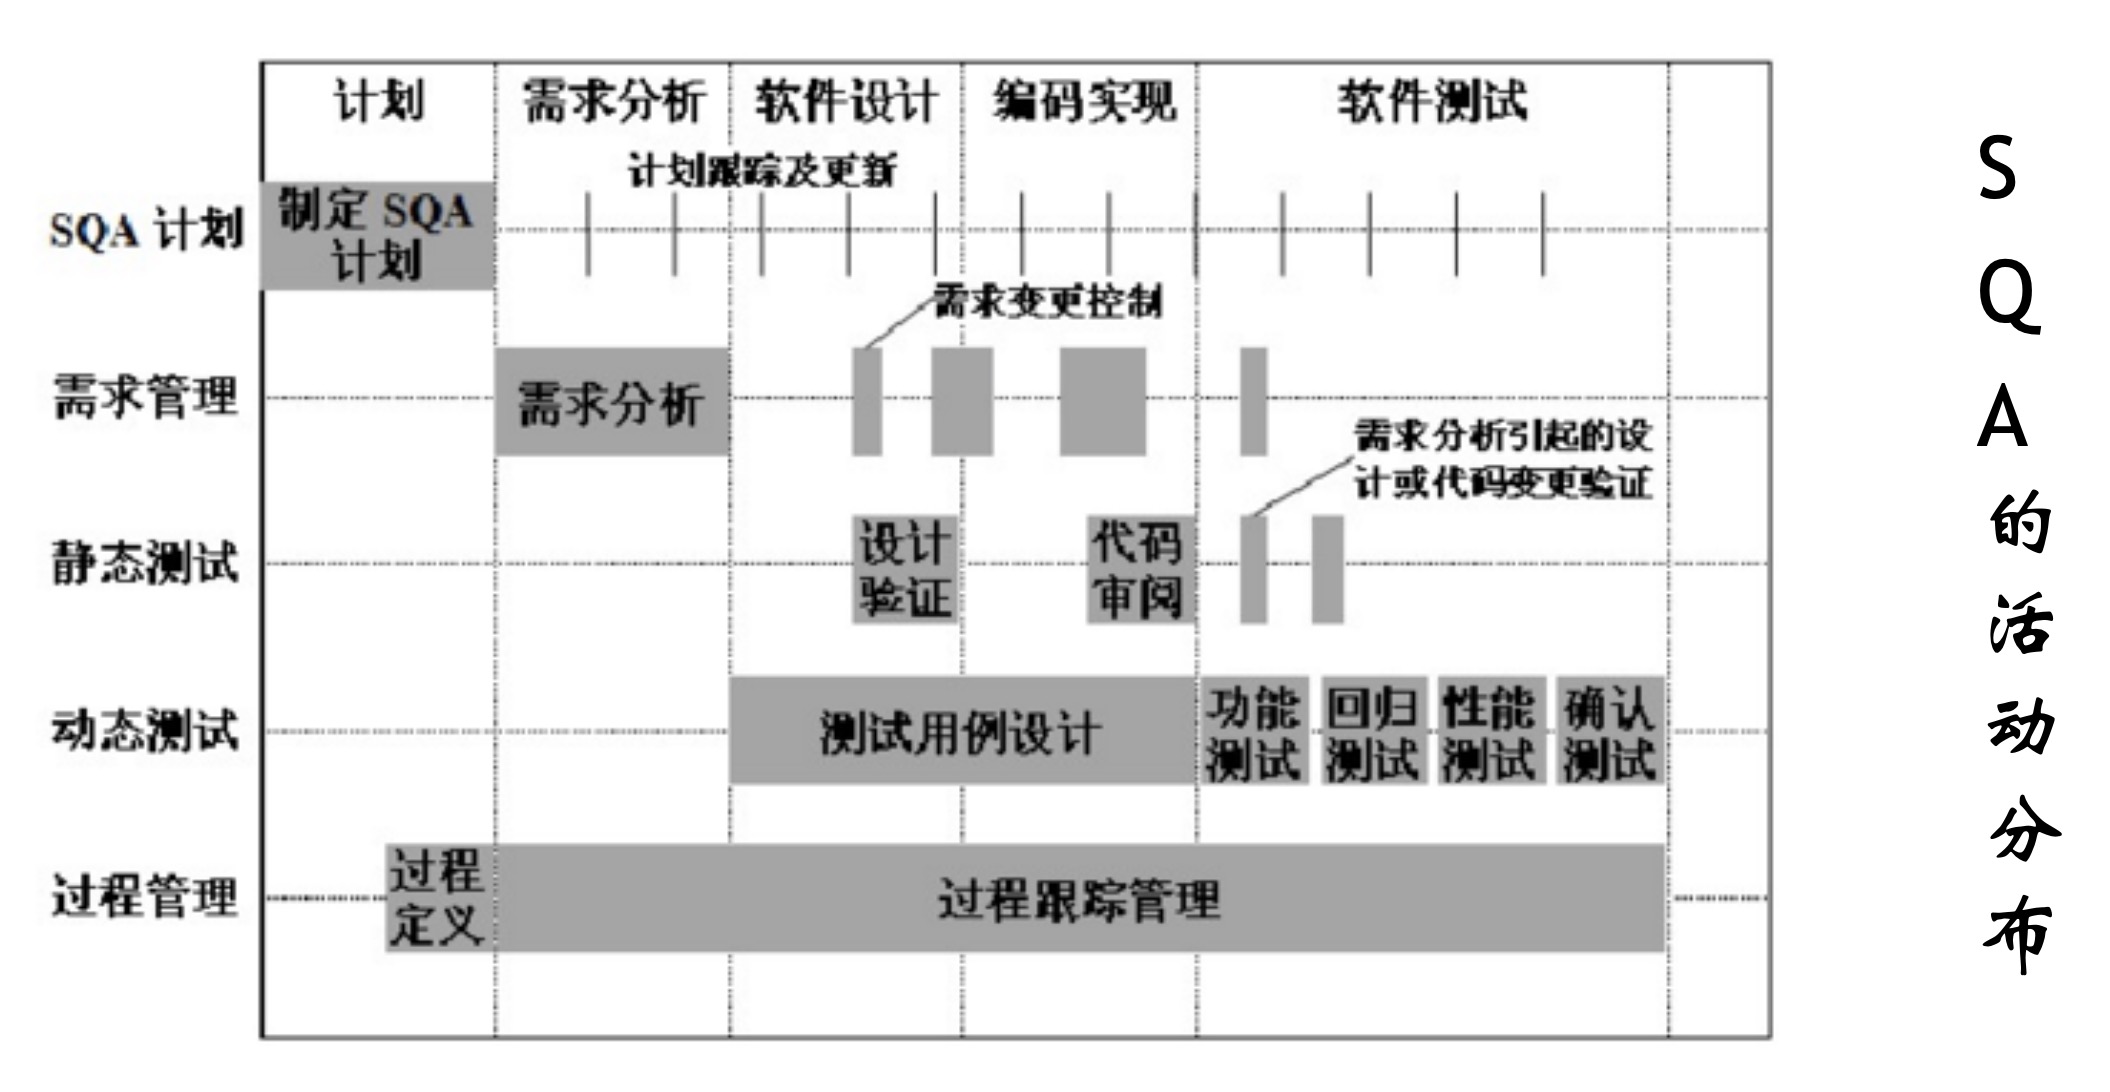 计划 需求分析 软件设计 编码实现 软件测试
计划跟踪及更新
SQA 计划
制定 SQA
计划
需求变更控制
需求管理
需求分析
需求分析引起的设
计或代码变更验证
静态测试
设计
验证
代码
审阅
动态测试
测试用例设计
功能
测试
回归
测试
性能
测试
确认
测试
过程管理
过程
定义
过程跟踪管理
S
Q
A
的
活
动
分
布